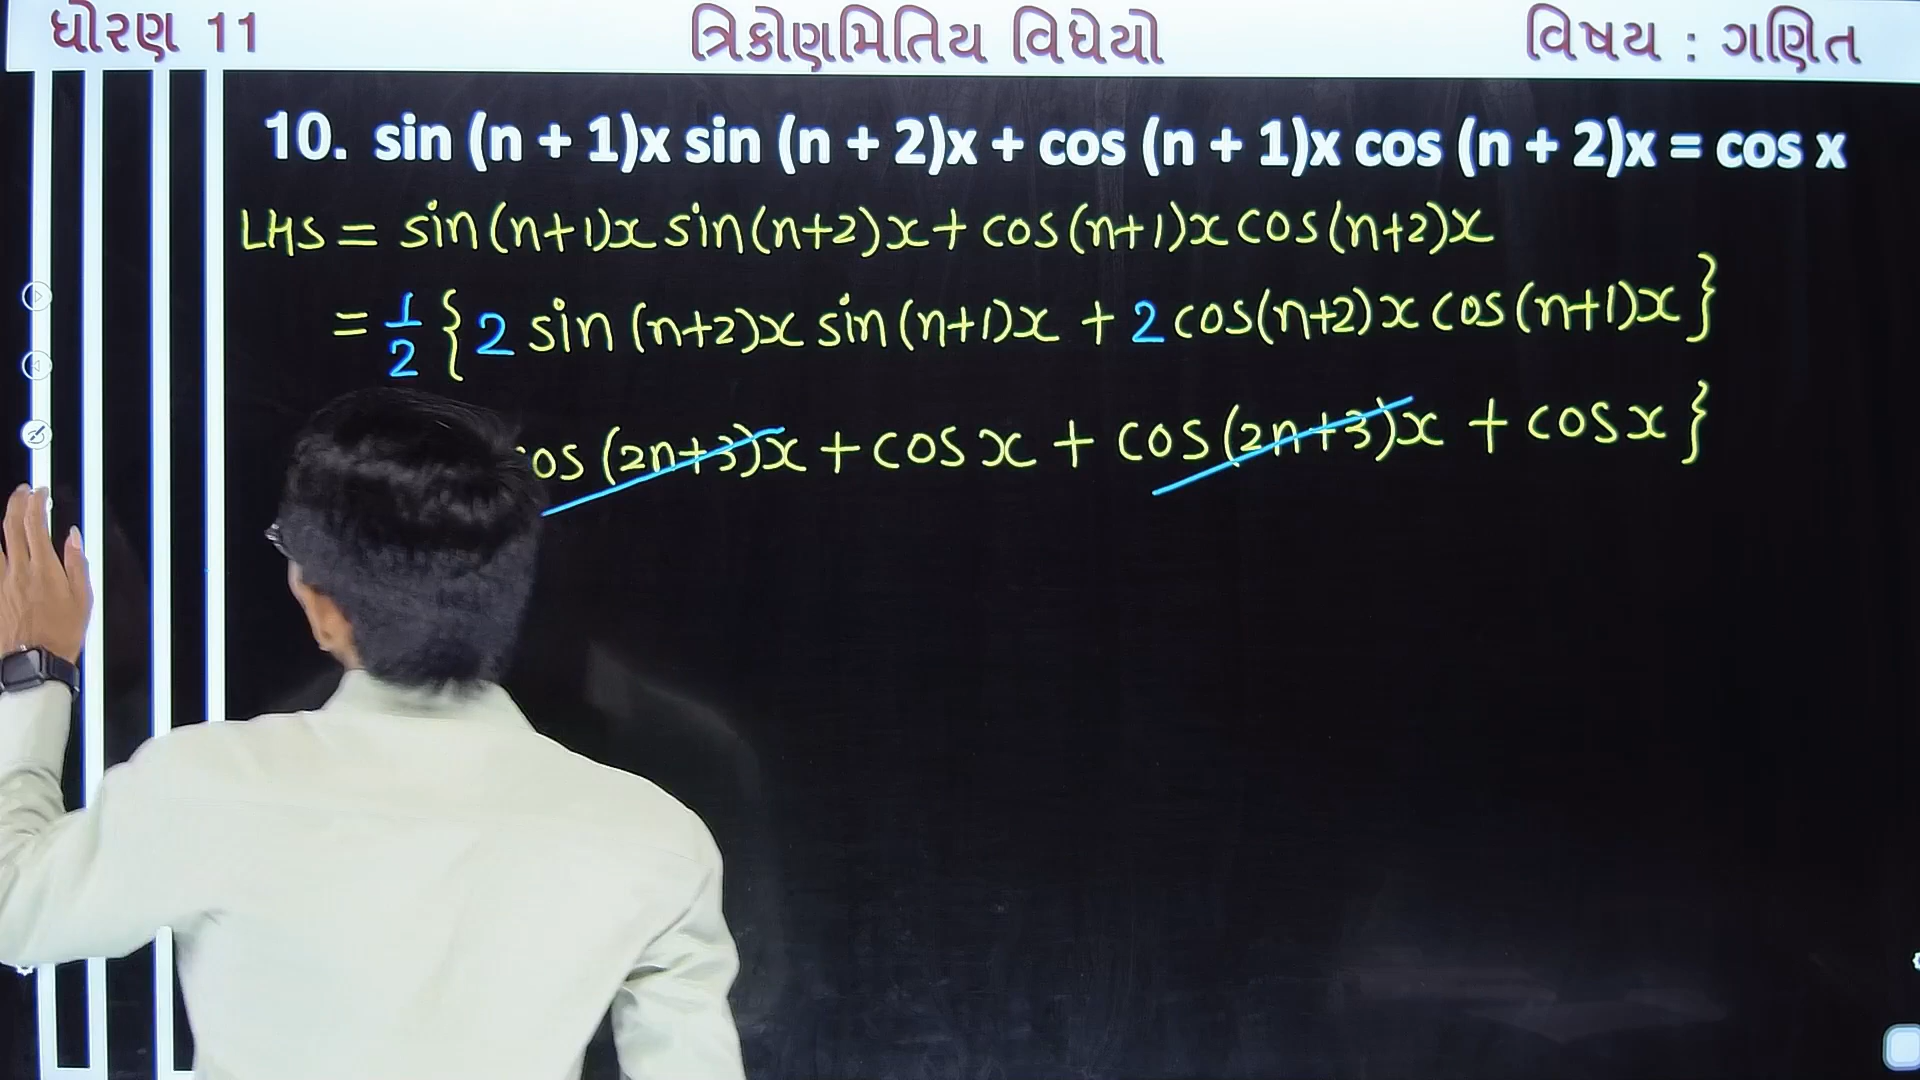 ધોરણ 11 ત્રિકોણમિતિય વિધેયો વિષય : ગણિત
10. sin (n + 1)x sin (n + 2)x + cos (n + 1)x cos (n + 2)x = cos x
LHS = sin(n+1)x sin(n+2)x + cos(n+1)x cos(n+2)x
= 1/2 {2 sin (n+2)x sin(n+1)x + 2 cos(n+2)x cos(n+1)x}
os (2n+3)x + cos x + cos(2n+3)x + cosx}